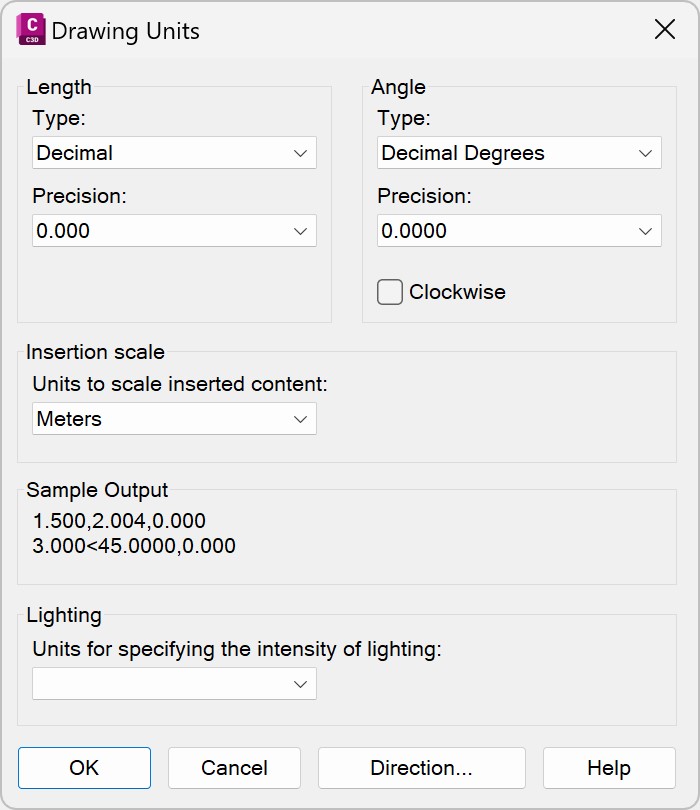 C
C3D
Drawing Units
Length
Type:
Decimal
Precision:
0.000
Angle
Type:
Decimal Degrees
Precision:
0.0000
Clockwise
Insertion scale
Units to scale inserted content:
Meters
Sample Output
1.500,2.004,0.000
3.000<45.0000,0.000
Lighting
Units for specifying the intensity of lighting:
OK
Cancel
Direction...
Help